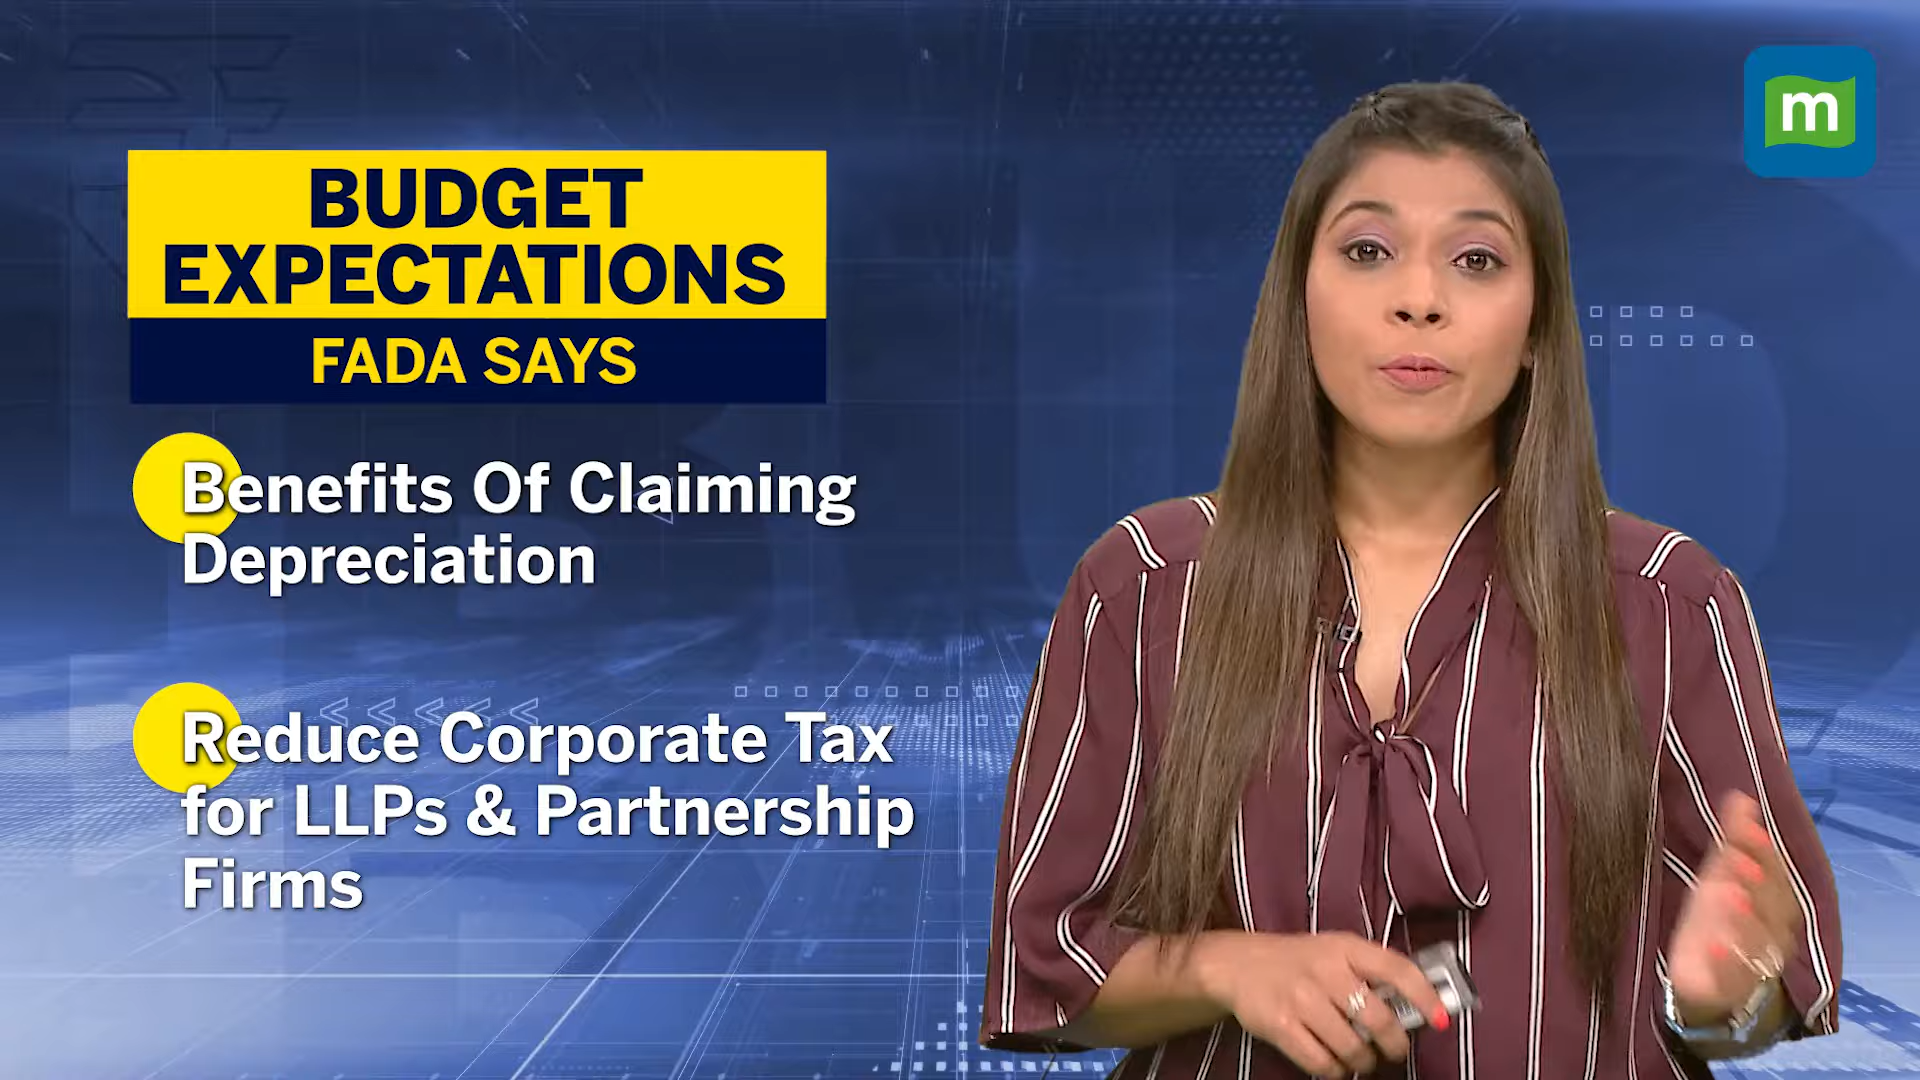 m
BUDGET
EXPECTATIONS
FADA SAYS
Benefits Of Claiming
Depreciation
Reduce Corporate Tax
for LLPs & Partnership
Firms